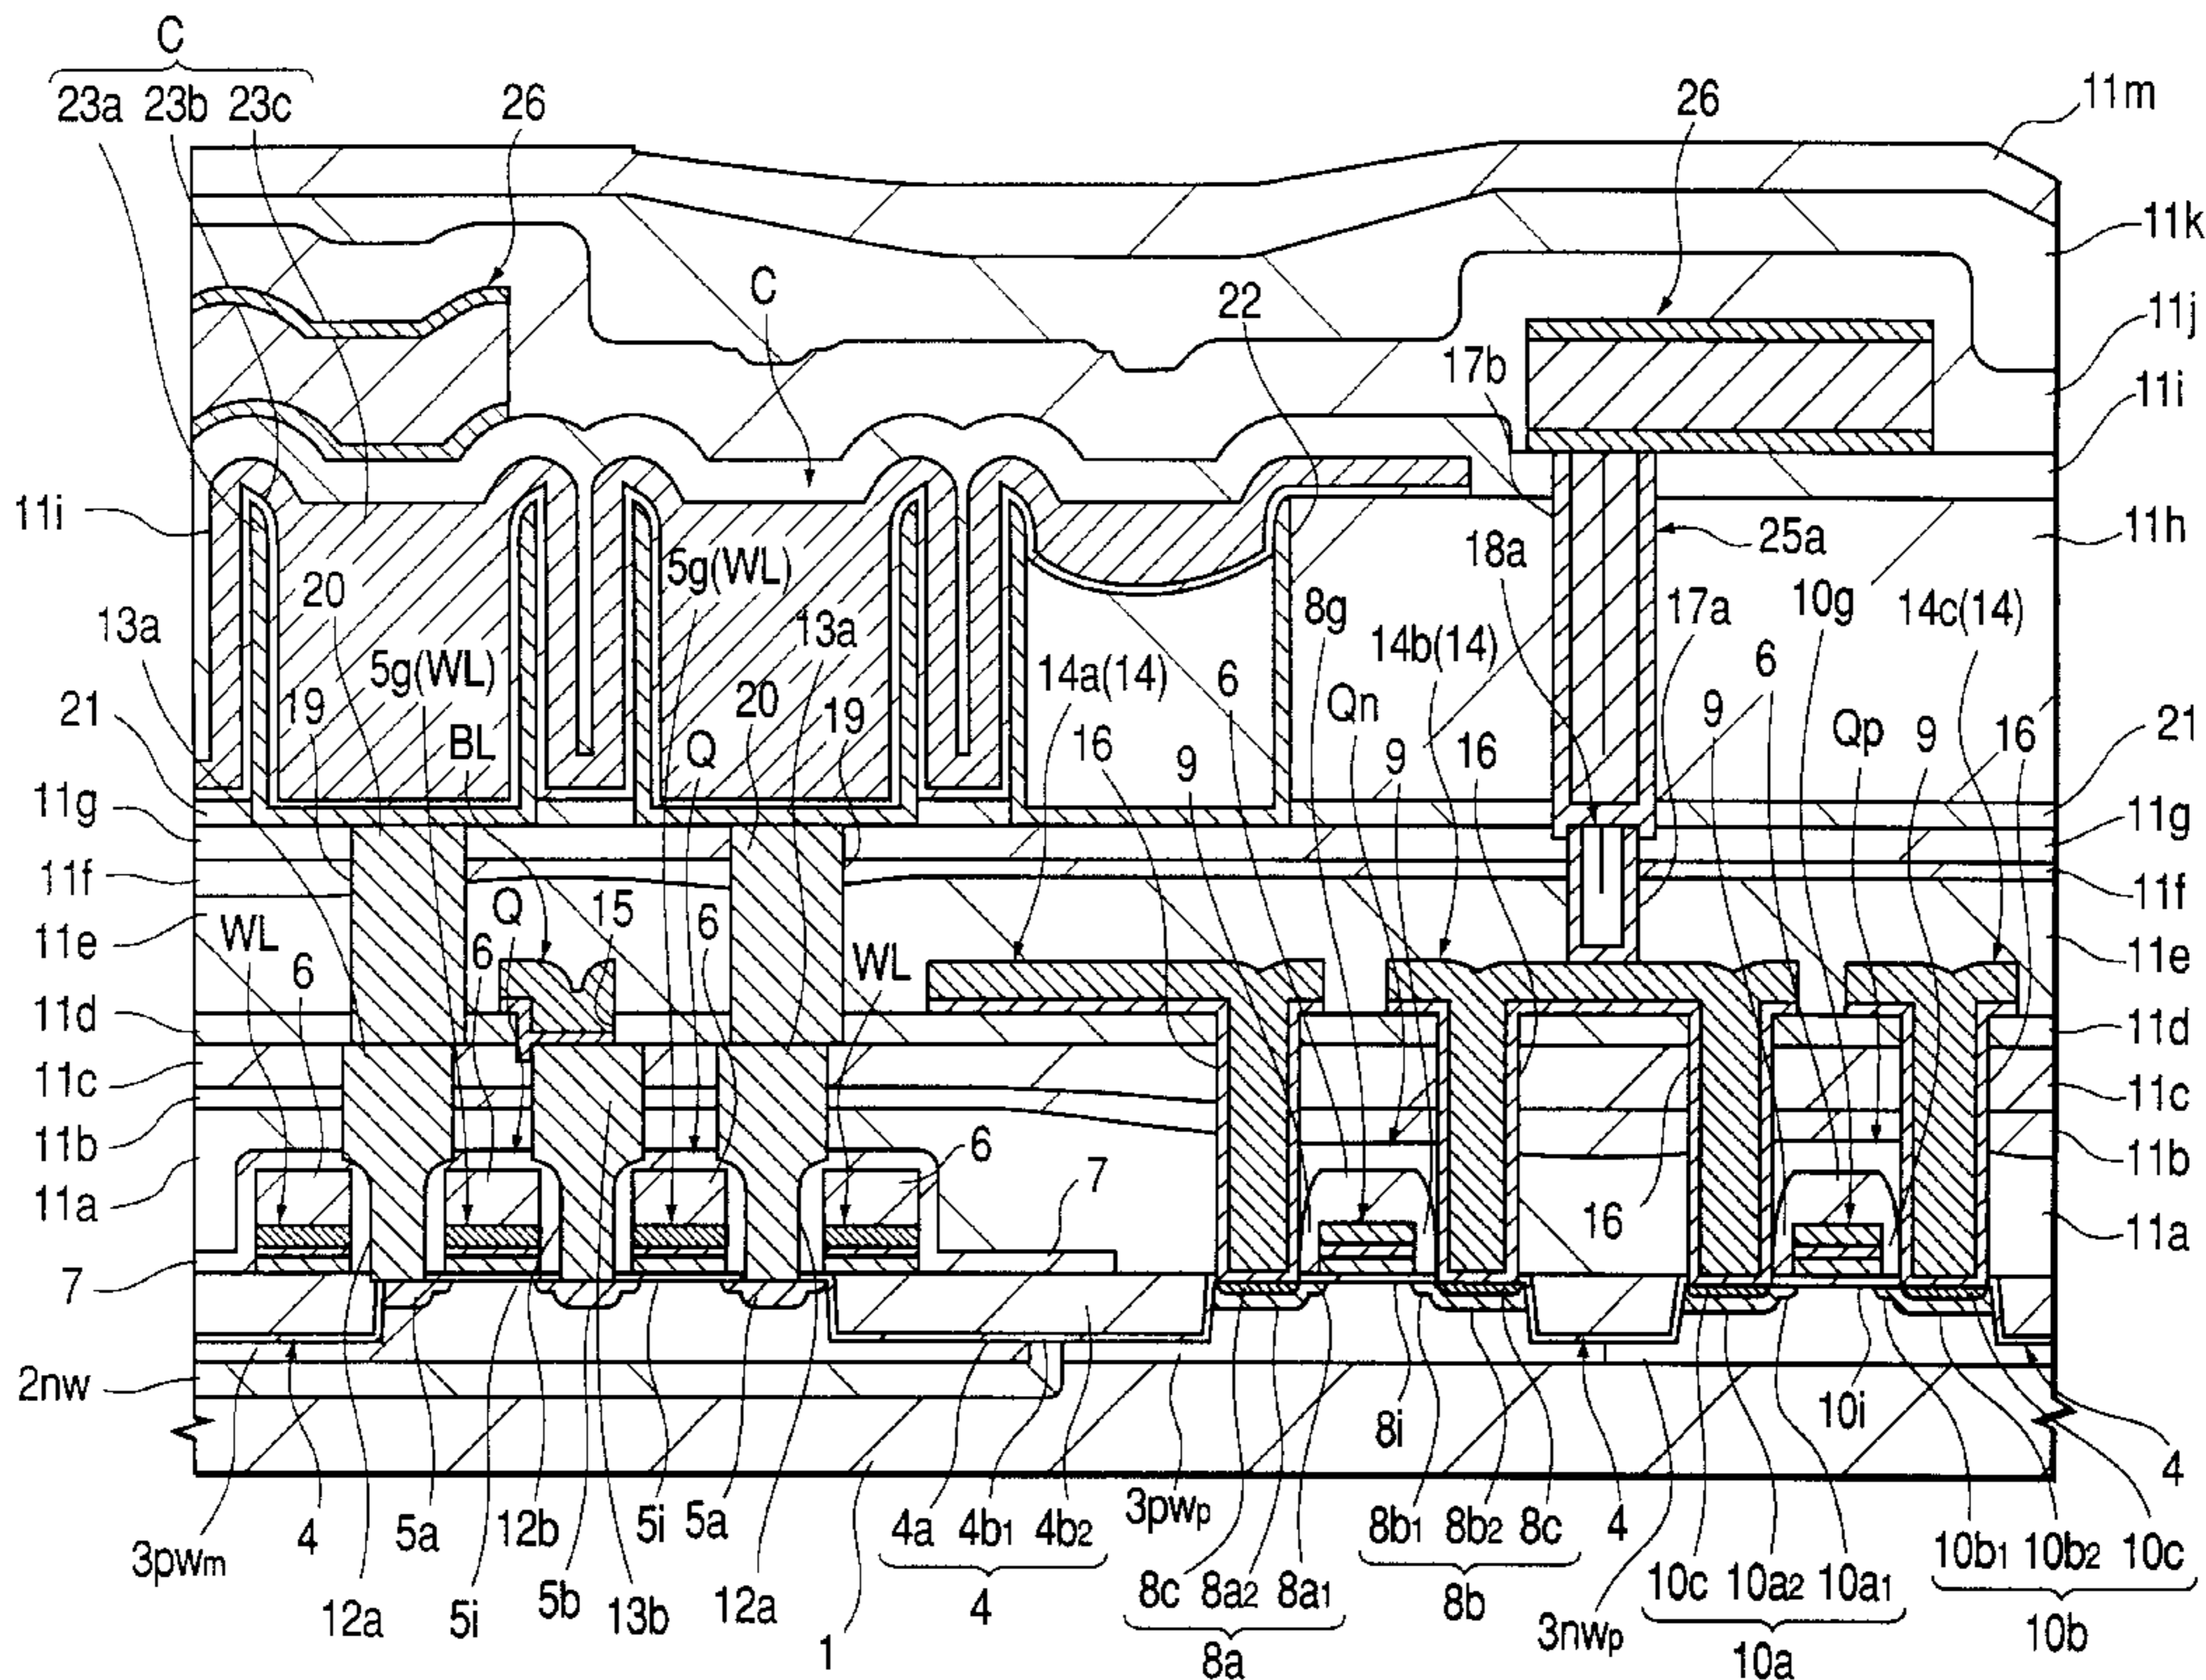 C
23a 23b 23c
26
26
11m
11k
C
22
11j
17b
11i
11i
5g(WL)
18a
25a
11h
20
13a
8g
17a
10g
14c(14)
13a
5g(WL)
14a(14)
6
14b(14)
6
21
19
BL
20
19
Q
16
9
Qn
9
16
9
Qp
9
16
21
11g
11g
11f
11f
WL
Q
15
6
11e
6
6
WL
11e
11d
11d
11c
11c
11b
11b
6
7
16
11a
11a
7
2nw
8i
10i
3pwm
4
5a
12b
5i
5a
4a 4b1 4b2
3pwp
8b1 8b2 8c
4
4
12a
5i
5b
13b
12a
4
8c 8a2 8a1
8b
10c 10a2 10a1
10b1 10b2 10c
1
8a
3nwp
10a
10b